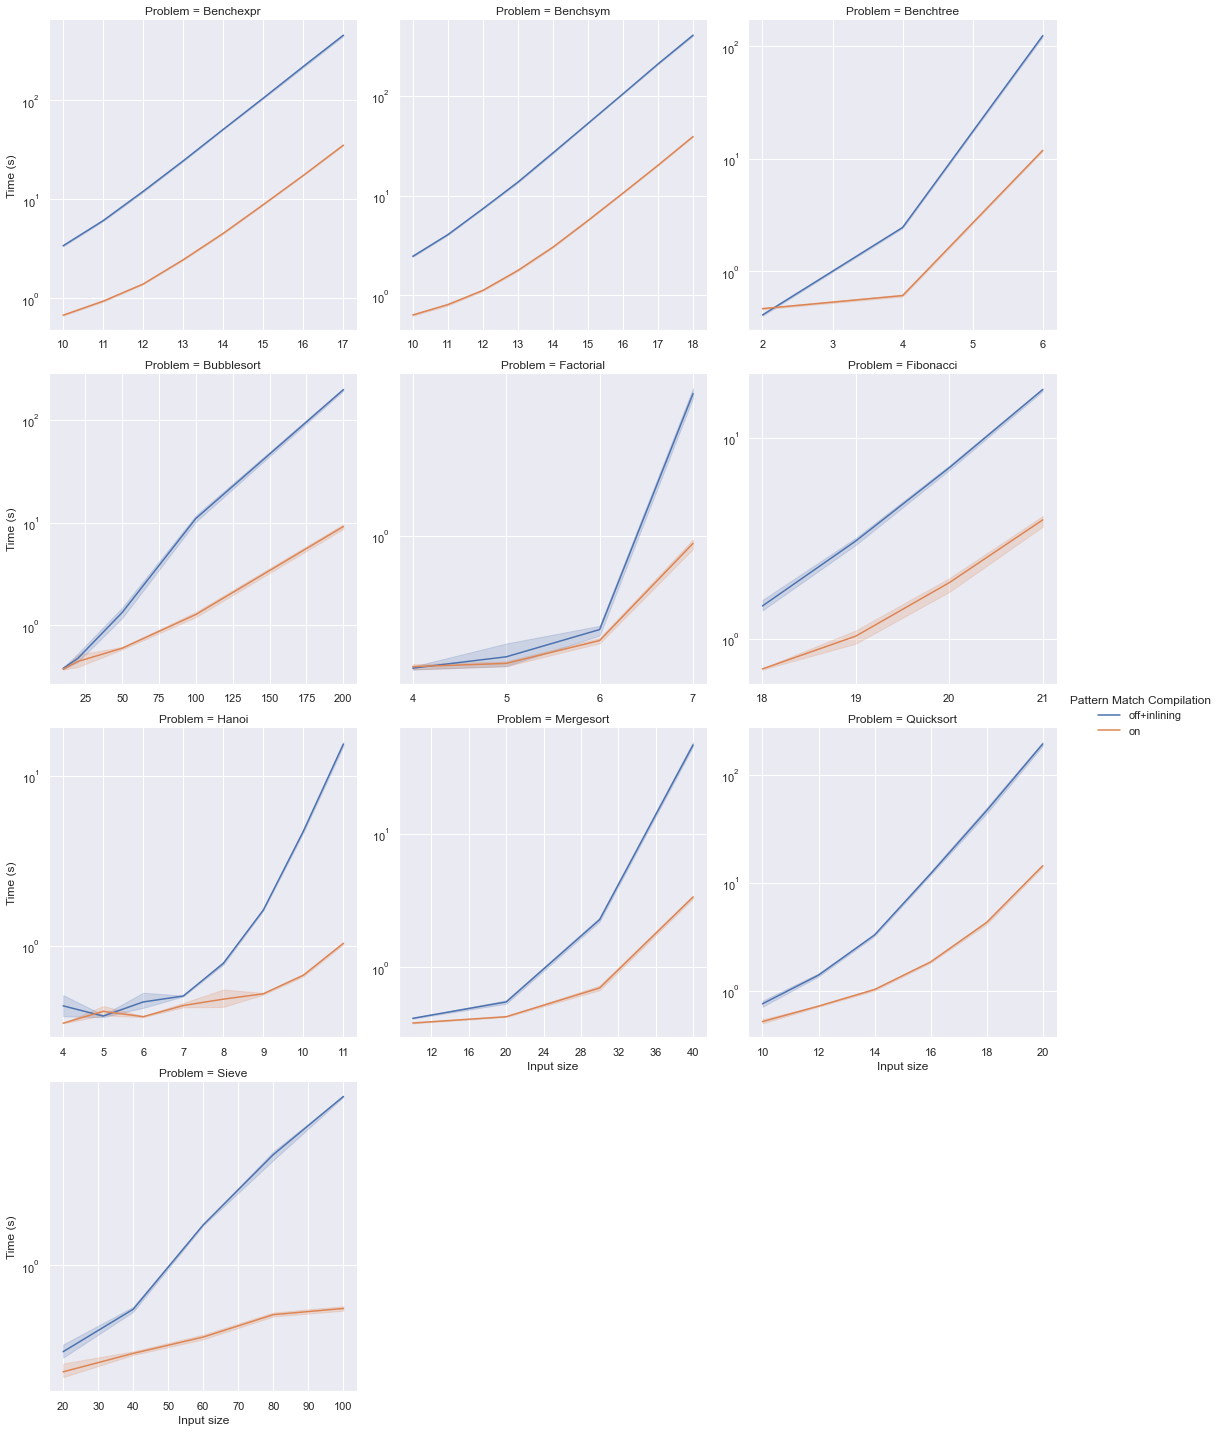 Problem = Benchexpr
Time (s)
10²
10¹
10⁰
10 11 12 13 14 15 16 17
Problem = Benchsym
10²
10¹
10⁰
10 11 12 13 14 15 16 17 18
Problem = Benchtree
10²
10¹
10⁰
2 3 4 5 6
Problem = Bubblesort
Time (s)
10²
10¹
10⁰
25 50 75 100 125 150 175 200
Problem = Factorial
10⁰
4 5 6 7
Problem = Fibonacci
10¹
10⁰
18 19 20 21
Pattern Match Compilation
off+inlining
on
Problem = Hanoi
Time (s)
10¹
10⁰
4 5 6 7 8 9 10 11
Problem = Mergesort
10¹
10⁰
12 16 20 24 28 32 36 40
Input size
Problem = Quicksort
10²
10¹
10⁰
10 12 14 16 18 20
Input size
Problem = Sieve
Time (s)
10⁰
20 30 40 50 60 70 80 90 100
Input size